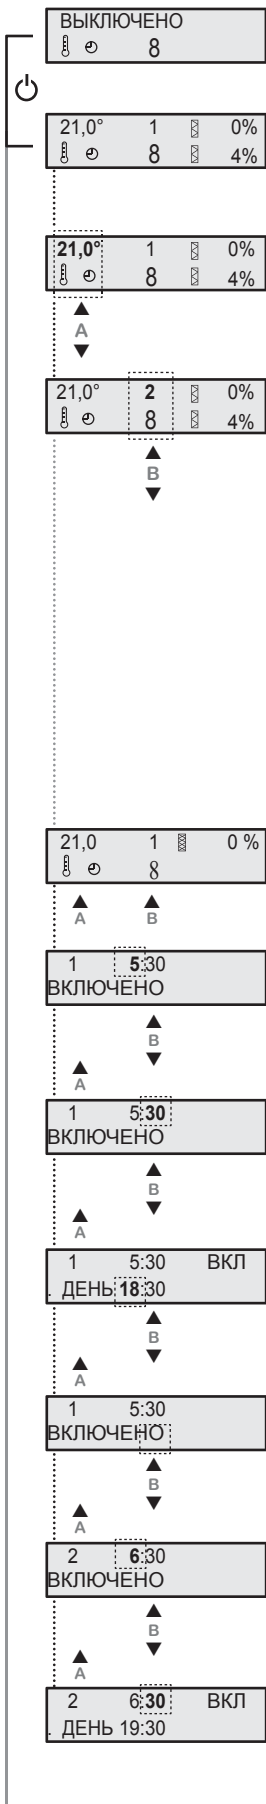 ВЫКЛЮЧЕНО
8
21,0° 1 0%
8 4%
21,0° 1 0%
8 4%
A
21,0° 2 0%
8 4%
B
21,0 1 0 %
8
A B
1 5:30
ВКЛЮЧЕНО
B
A
1 5:30
ВКЛЮЧЕНО
B
A
1 5:30 ВКЛ
. ДЕНЬ 18:30
B
A
1 5:30
ВКЛЮЧЕНО
B
A
2 6:30
ВКЛЮЧЕНО
B
A
2 6:30 ВКЛ
. ДЕНЬ 19:30